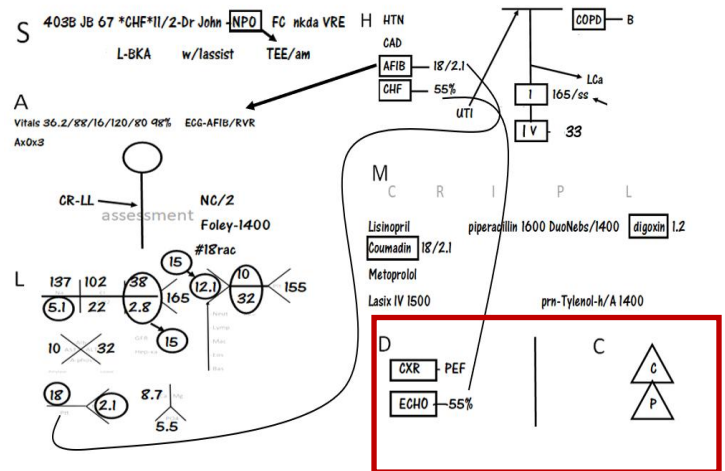 S 403B JB 67 *CHF*11/2-Dr John -NPO FC nkda VRE
L-BKA w/1assist TEE/am
H HTN
CAD
AFIB 18/2.1
CHF 55%
UTI
COPD - B
LCa
1 165/ss
IV 33
A
Vitals 36.2/88/16/120/80 98% ECG-AFIB/RVR
AxOx3
CR-LL
assessment
NC/2
Foley-1400
#18rac
M
C R I P L
Lisinopril piperacillin 1600 DuoNebs/1400 digoxin 1.2
Coumadin 18/2.1
Metoprolol
Lasix IV 1500 prn-Tylenol-h/A 1400
L
137 102 38 165
5.1 22 2.8
15
15
12.1 10 155
32
10 32
18 2.1
8.7
5.5
D
CXR - PEF
ECHO -55%
C
C
P